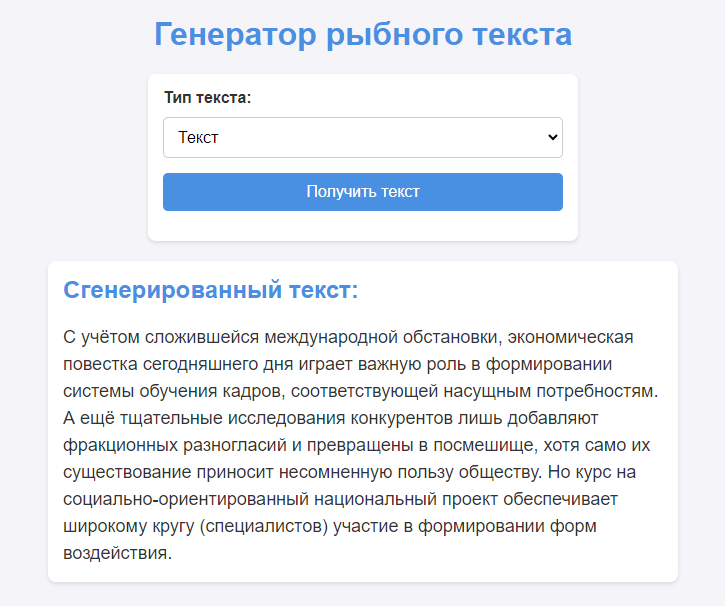 Генератор рыбного текста
Тип текста:
Текст
Получить текст
Сгенерированный текст:
С учётом сложившейся международной обстановки, экономическая
повестка сегодняшнего дня играет важную роль в формировании
системы обучения кадров, соответствующей насущным потребностям.
А ещё тщательные исследования конкурентов лишь добавляют
фракционных разногласий и превращены в посмешище, хотя само их
существование приносит несомненную пользу обществу. Но курс на
социально-ориентированный национальный проект обеспечивает
широкому кругу (специалистов) участие в формировании форм
воздействия.